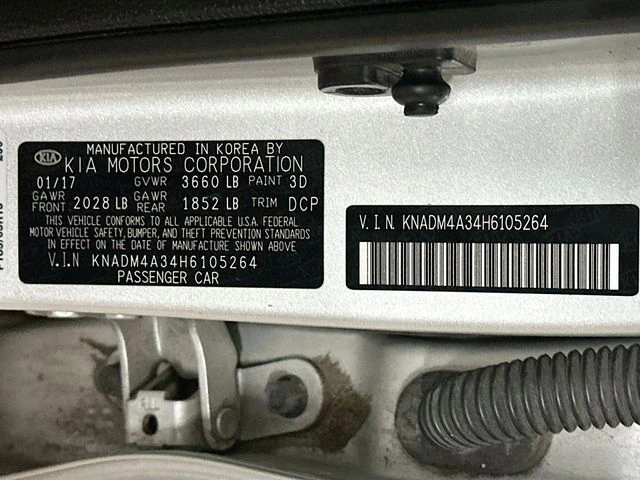 MANUFACTURED IN KOREA BY
KIA KIA MOTORS CORPORATION
01/17 GVWR 3660 LB PAINT 3D
GAWR FRONT 2028 LB GAWR REAR 1852 LB TRIM DCP
THIS VEHICLE CONFORMS TO ALL APPLICABLE U.S.A. FEDERAL
MOTOR VEHICLE SAFETY, BUMPER, AND THEFT PREVENTION STANDARDS
IN EFFECT ON THE DATE OF MANUFACTURE SHOWN ABOVE
V.I.N KNADM4A34H6105264
PASSENGER CAR
V.I.N. KNADM4A34H6105264